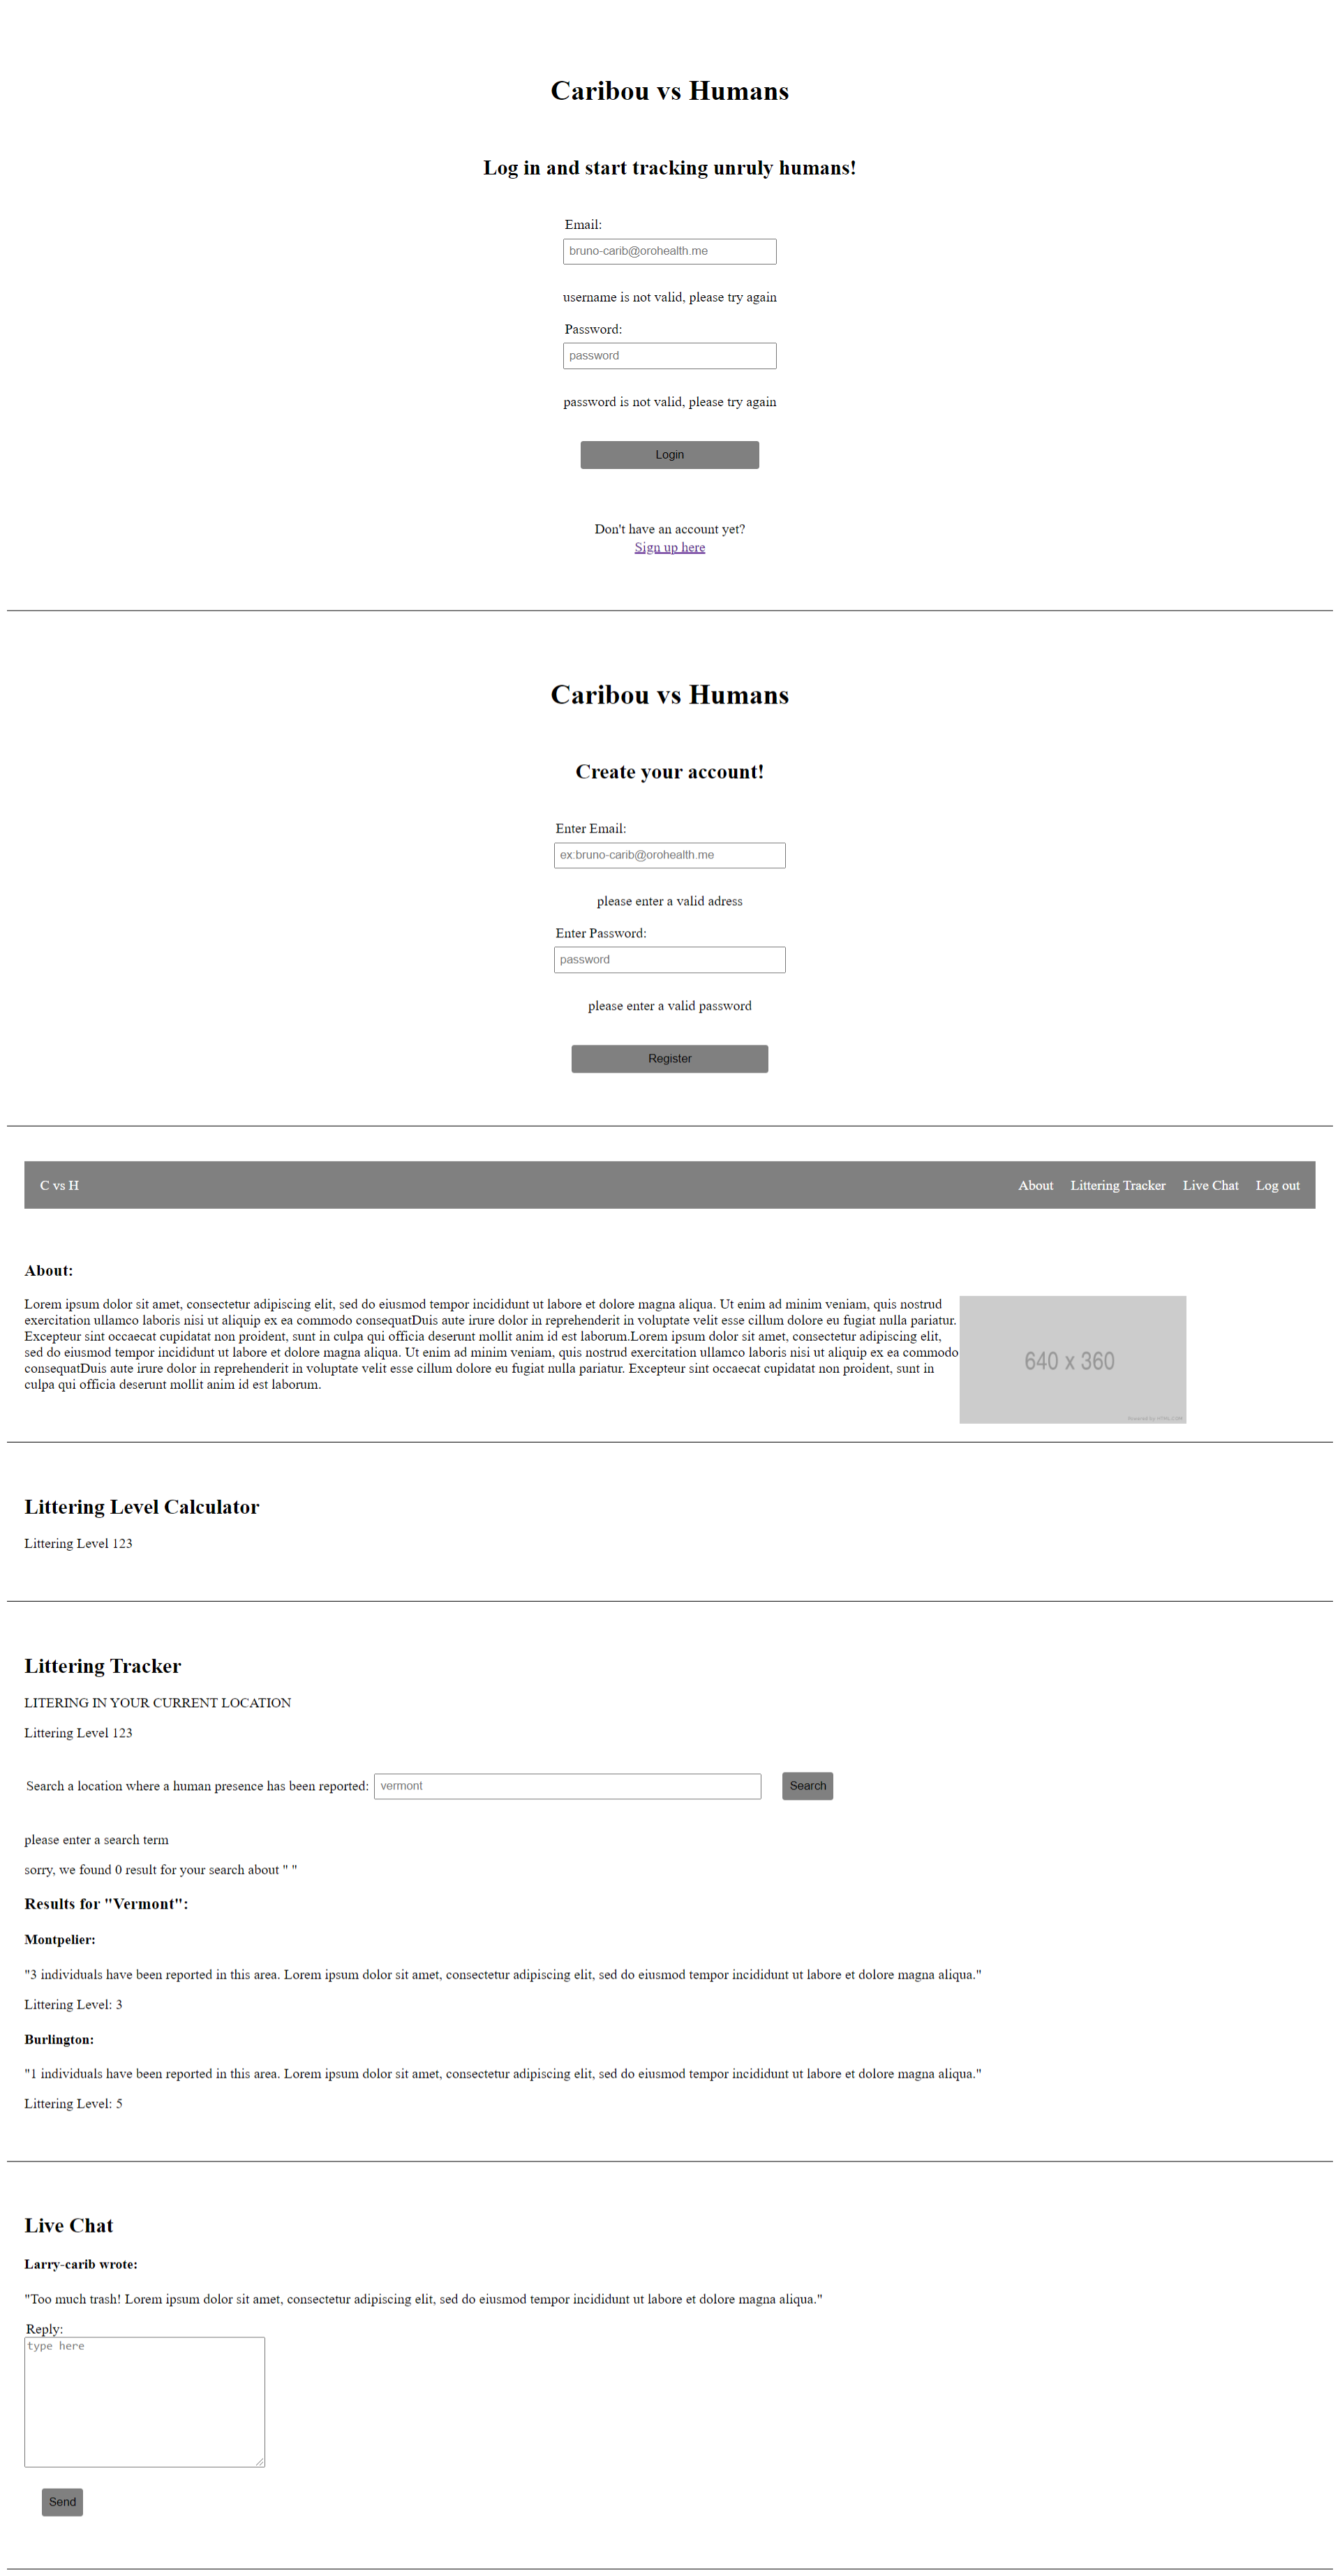 Caribou vs Humans
Log in and start tracking unruly humans!
Email:
bruno-carib@orohealth.me
username is not valid, please try again
Password:
password
password is not valid, please try again
Login
Don't have an account yet?
Sign up here
Caribou vs Humans
Create your account!
Enter Email:
ex:bruno-carib@orohealth.me
please enter a valid adress
Enter Password:
password
please enter a valid password
Register
C vs H About Littering Tracker Live Chat Log out
About:
Lorem ipsum dolor sit amet, consectetur adipiscing elit, sed do eiusmod tempor incididunt ut labore et dolore magna aliqua. Ut enim ad minim veniam, quis nostrud
exercitation ullamco laboris nisi ut aliquip ex ea commodo consequatDuis aute irure dolor in reprehenderit in voluptate velit esse cillum dolore eu fugiat nulla pariatur.
Excepteur sint occaecat cupidatat non proident, sunt in culpa qui officia deserunt mollit anim id est laborum.Lorem ipsum dolor sit amet, consectetur adipiscing elit,
sed do eiusmod tempor incididunt ut labore et dolore magna aliqua. Ut enim ad minim veniam, quis nostrud exercitation ullamco laboris nisi ut aliquip ex ea commodo
consequatDuis aute irure dolor in reprehenderit in voluptate velit esse cillum dolore eu fugiat nulla pariatur. Excepteur sint occaecat cupidatat non proident, sunt in
culpa qui officia deserunt mollit anim id est laborum.
640 x 360
Powered by HTML.COM
Littering Level Calculator
Littering Level 123
Littering Tracker
LITERING IN YOUR CURRENT LOCATION
Littering Level 123
Search a location where a human presence has been reported: vermont Search
please enter a search term
sorry, we found 0 result for your search about " "
Results for "Vermont":
Montpelier:
"3 individuals have been reported in this area. Lorem ipsum dolor sit amet, consectetur adipiscing elit, sed do eiusmod tempor incididunt ut labore et dolore magna aliqua."
Littering Level: 3
Burlington:
"1 individuals have been reported in this area. Lorem ipsum dolor sit amet, consectetur adipiscing elit, sed do eiusmod tempor incididunt ut labore et dolore magna aliqua."
Littering Level: 5
Live Chat
Larry-carib wrote:
"Too much trash! Lorem ipsum dolor sit amet, consectetur adipiscing elit, sed do eiusmod tempor incididunt ut labore et dolore magna aliqua."
Reply:
type here
Send